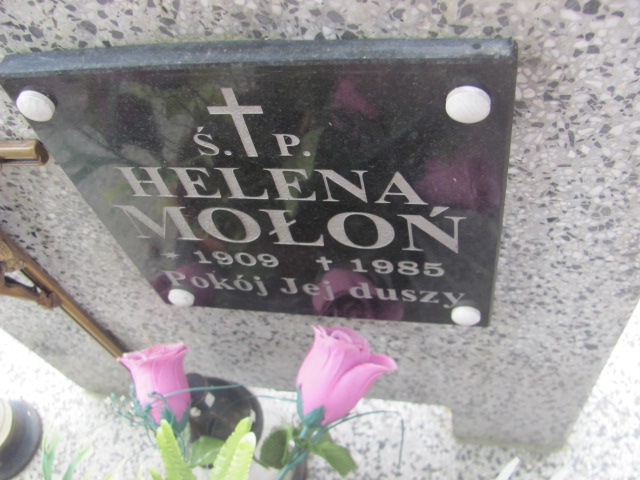 Ś. P.
HELENA
MOŁOŃ
* 1909 † 1985
Pokój Jej duszy